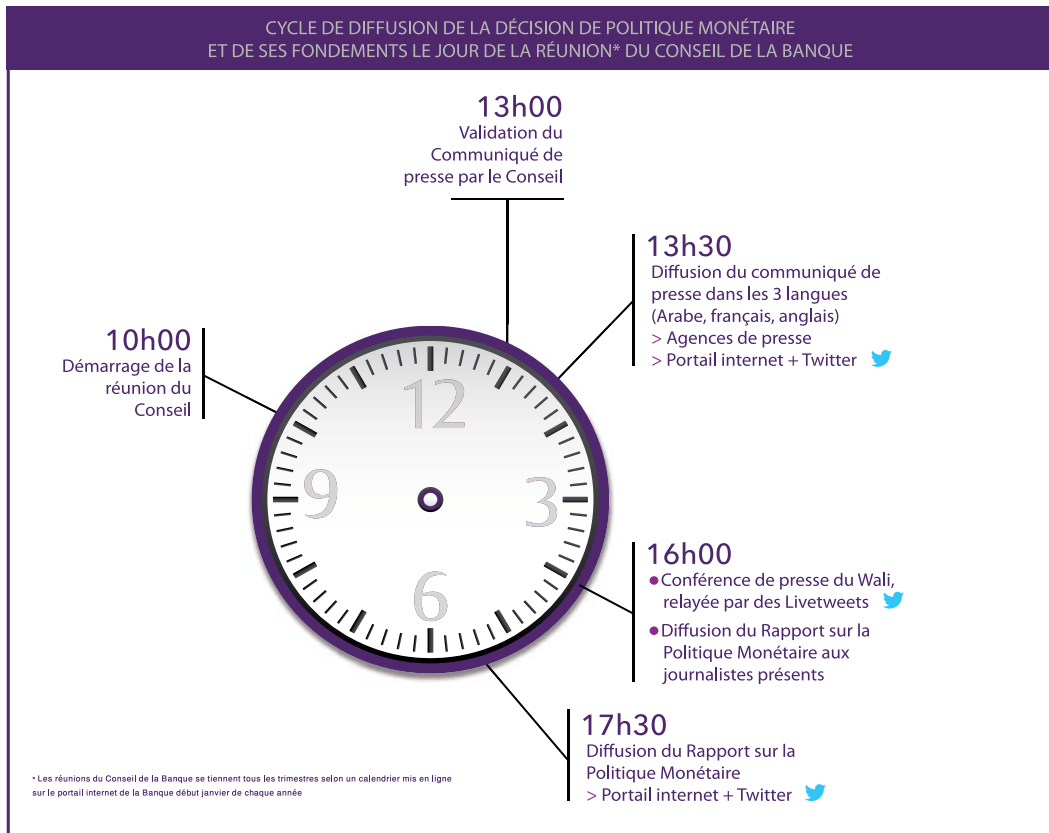 CYCLE DE DIFFUSION DE LA DÉCISION DE POLITIQUE MONÉTAIRE
ET DE SES FONDEMENTS LE JOUR DE LA RÉUNION* DU CONSEIL DE LA BANQUE
13h00
Validation du
Communiqué de
presse par le Conseil
13h30
Diffusion du communiqué de
presse dans les 3 langues
(Arabe, français, anglais)
> Agences de presse
> Portail internet + Twitter
10h00
Démarrage de la
réunion du
Conseil
12
9
3
6
16h00
• Conférence de presse du Wali,
relayée par des Livetweets
• Diffusion du Rapport sur la
Politique Monétaire aux
journalistes présents
17h30
Diffusion du Rapport sur la
Politique Monétaire
> Portail internet + Twitter
* Les réunions du Conseil de la Banque se tiennent tous les trimestres selon un calendrier mis en ligne
sur le portail internet de la Banque début janvier de chaque année